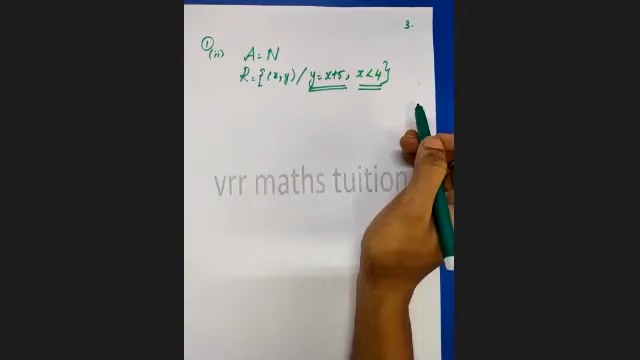 3.
① (ii) A = N
R = {(x, y) / y = x+5, x < 4}
vrr maths tuition